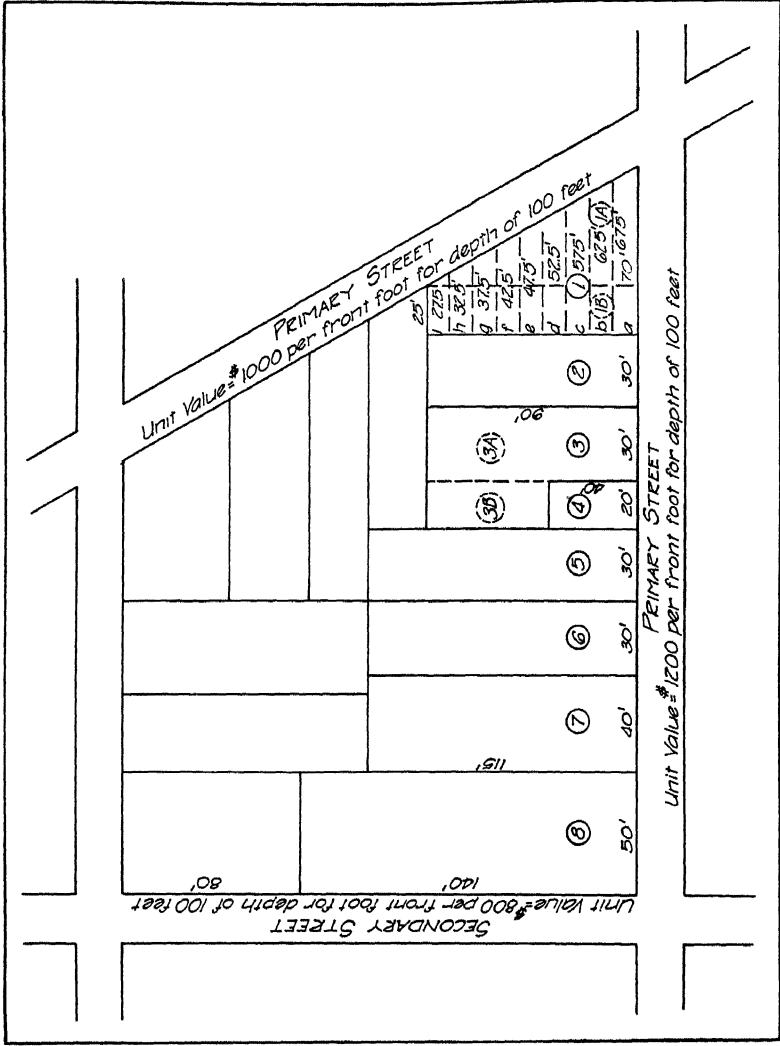 PRIMARY STREET
Unit Value=$1000 per front foot for depth of 100 feet
25'
i 27.5'
h 32.5'
g 37.5'
f 42.5'
e 47.5'
d 52.5'
c 1 57.5'
b 1B 62.5' 1A
a 70' 67.5'
2
30'
90'
3A
3
30'
3B
4
40'
20'
5
30'
6
30'
7
40'
115'
8
50'
80'
140'
PRIMARY STREET
Unit Value=$1200 per front foot for depth of 100 feet
SECONDARY STREET
Unit Value=$800 per front foot for depth of 100 feet